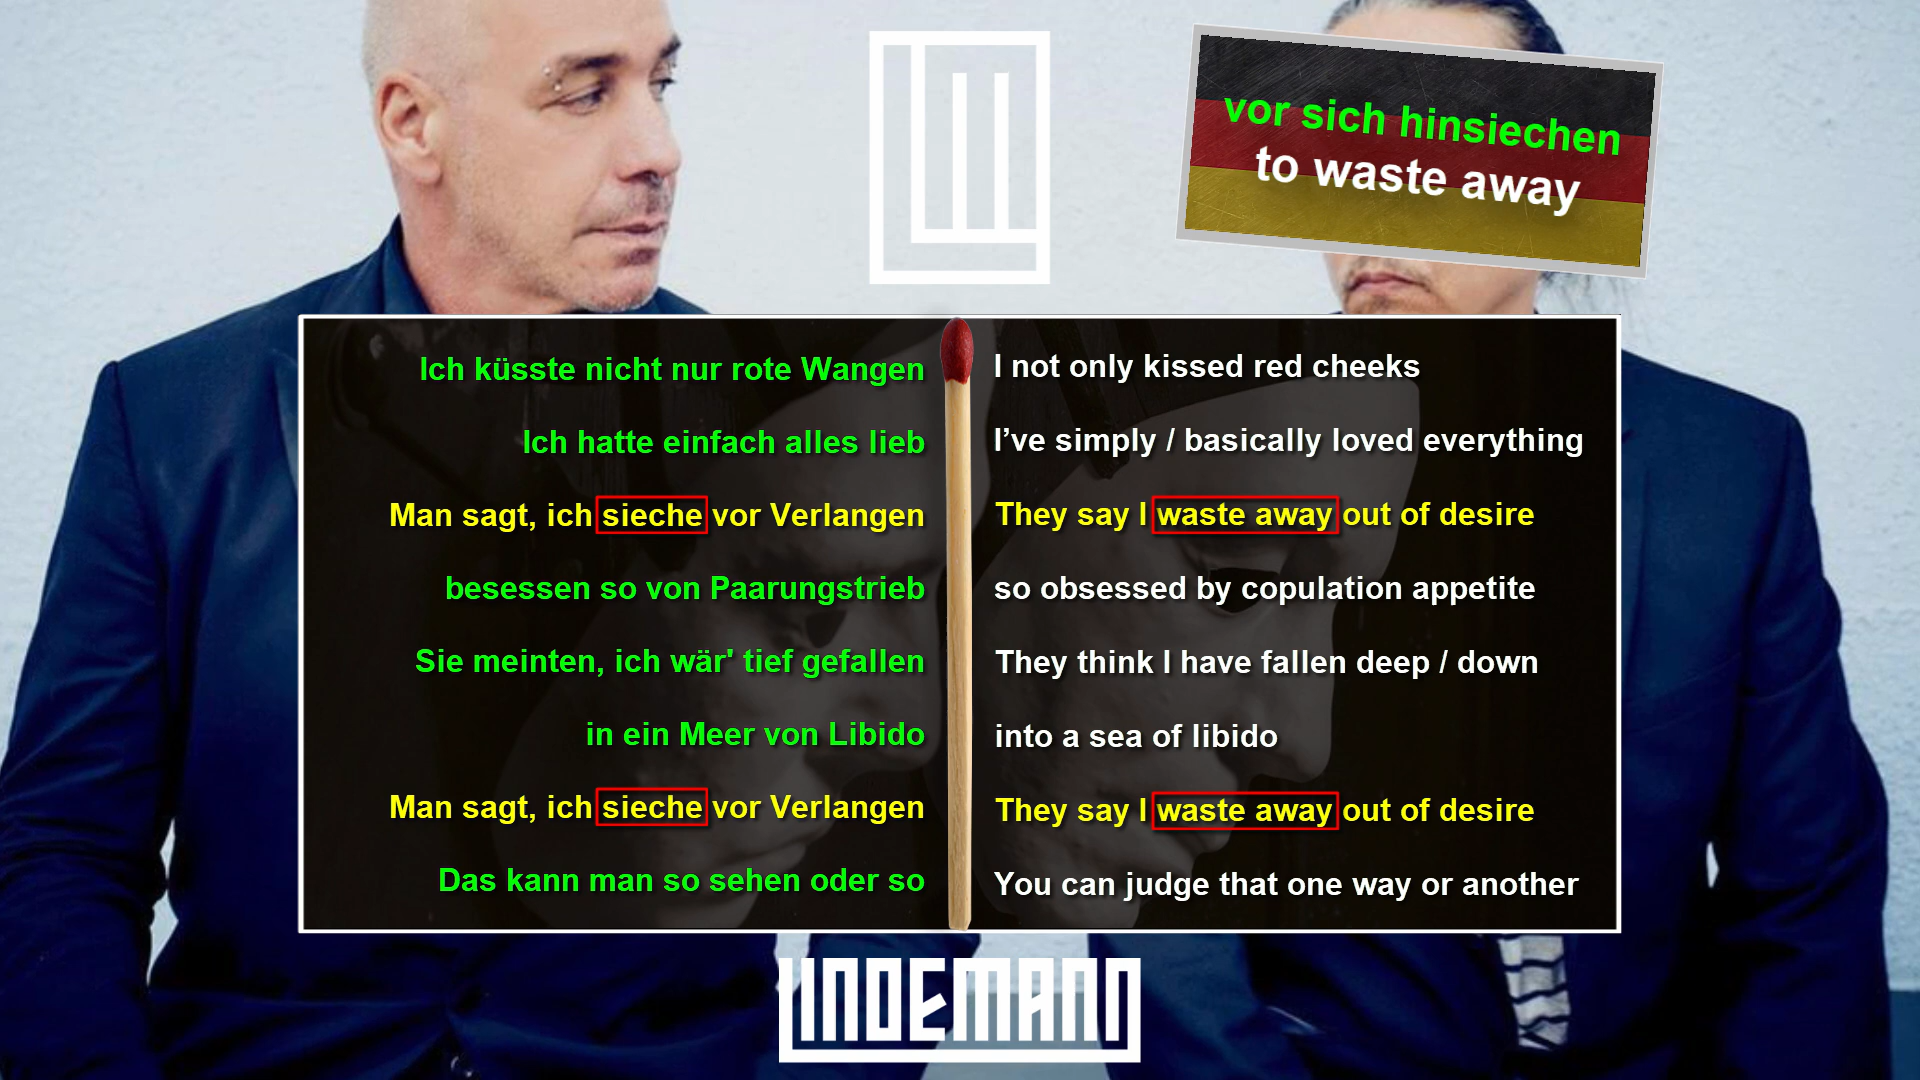 vor sich hinsiechen
to waste away
Ich küsste nicht nur rote Wangen
I not only kissed red cheeks
Ich hatte einfach alles lieb
I’ve simply / basically loved everything
Man sagt, ich sieche vor Verlangen
They say I waste away out of desire
besessen so von Paarungstrieb
so obsessed by copulation appetite
Sie meinten, ich wär' tief gefallen
They think I have fallen deep / down
in ein Meer von Libido
into a sea of libido
Man sagt, ich sieche vor Verlangen
They say I waste away out of desire
Das kann man so sehen oder so
You can judge that one way or another
LINDEMANN